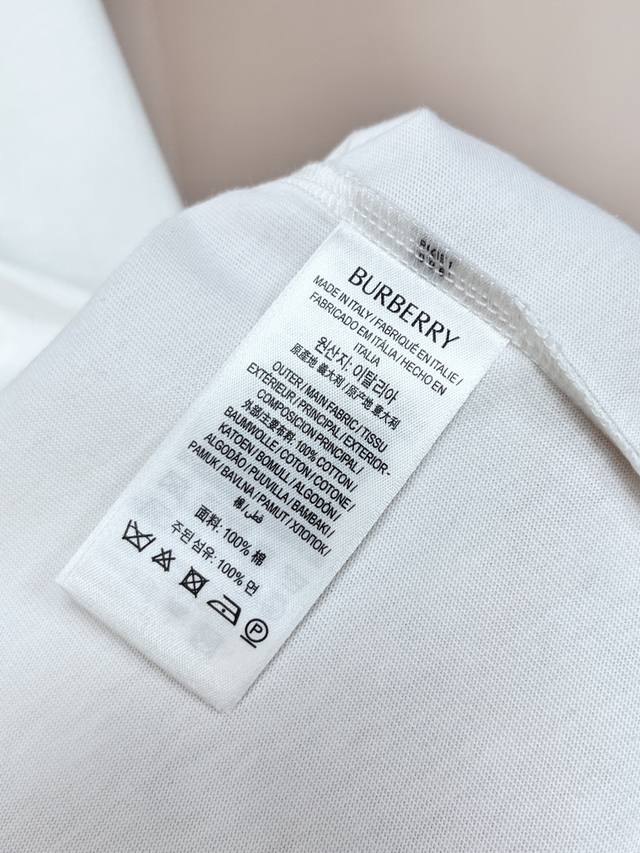 BURBERRY
MADE IN ITALY / FABRIQUÉ EN ITALIE /
FABRICADO EM ITÁLIA / HECHO EN
ITALIA
원산지: 이탈리아
原産地 義大利 / 原产地 意大利
OUTER / MAIN FABRIC / TISSU
EXTÉRIEUR / PRINCIPAL / EXTERIOR-
COMPOSICIÓN PRINCIPAL /
外部主要布料: 100% COTTON /
BAUMWOLLE / COTON / COTONE /
KATOEN / BOMULL / ALGODÓN /
ALGODÃO / PUUVILLA / BAMBAKI /
PAMUK / BAVLNA / PAMUT / ХЛОПОК /
棉 / قطن /
面料: 100% 棉
주된 섬유: 100% 면
P